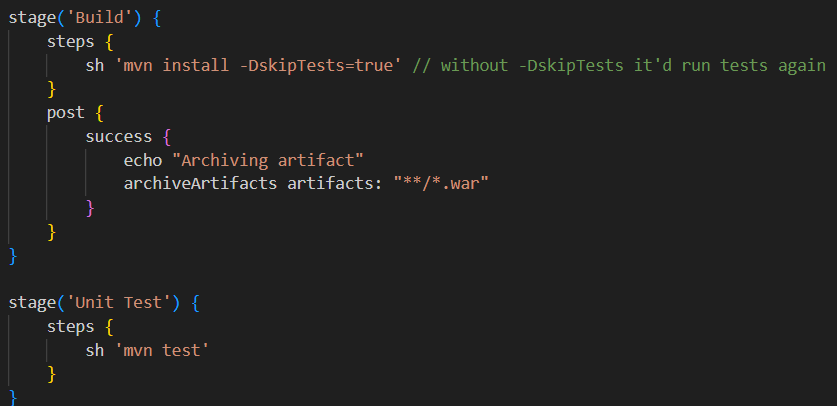 stage('Build') {
    steps {
        sh 'mvn install -DskipTests=true' // without -DskipTests it'd run tests again
    }
    post {
        success {
            echo "Archiving artifact"
            archiveArtifacts artifacts: "**/*.war"
        }
    }
}

stage('Unit Test') {
    steps {
        sh 'mvn test'
    }
}